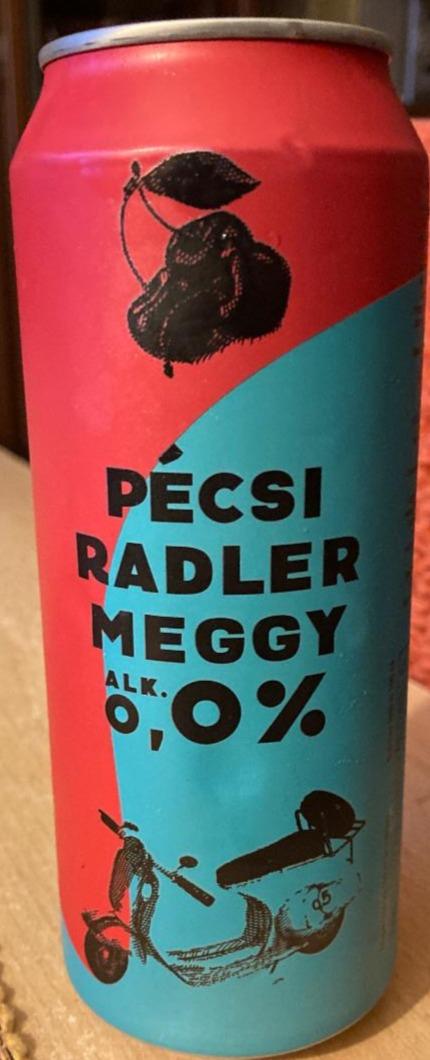 PÉCSI
RADLER
MEGGY
ALK.
0,0%